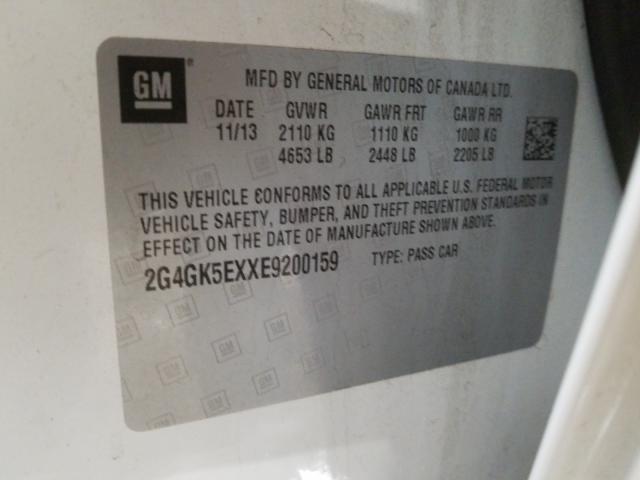 GM ® MFD BY GENERAL MOTORS OF CANADA LTD.
DATE GVWR GAWR FRT GAWR RR
11/13 2110 KG 1110 KG 1000 KG
4653 LB 2448 LB 2205 LB
THIS VEHICLE CONFORMS TO ALL APPLICABLE U.S. FEDERAL MOTOR
VEHICLE SAFETY, BUMPER, AND THEFT PREVENTION STANDARDS IN
EFFECT ON THE DATE OF MANUFACTURE SHOWN ABOVE.
2G4GK5EXXE9200159 TYPE: PASS CAR